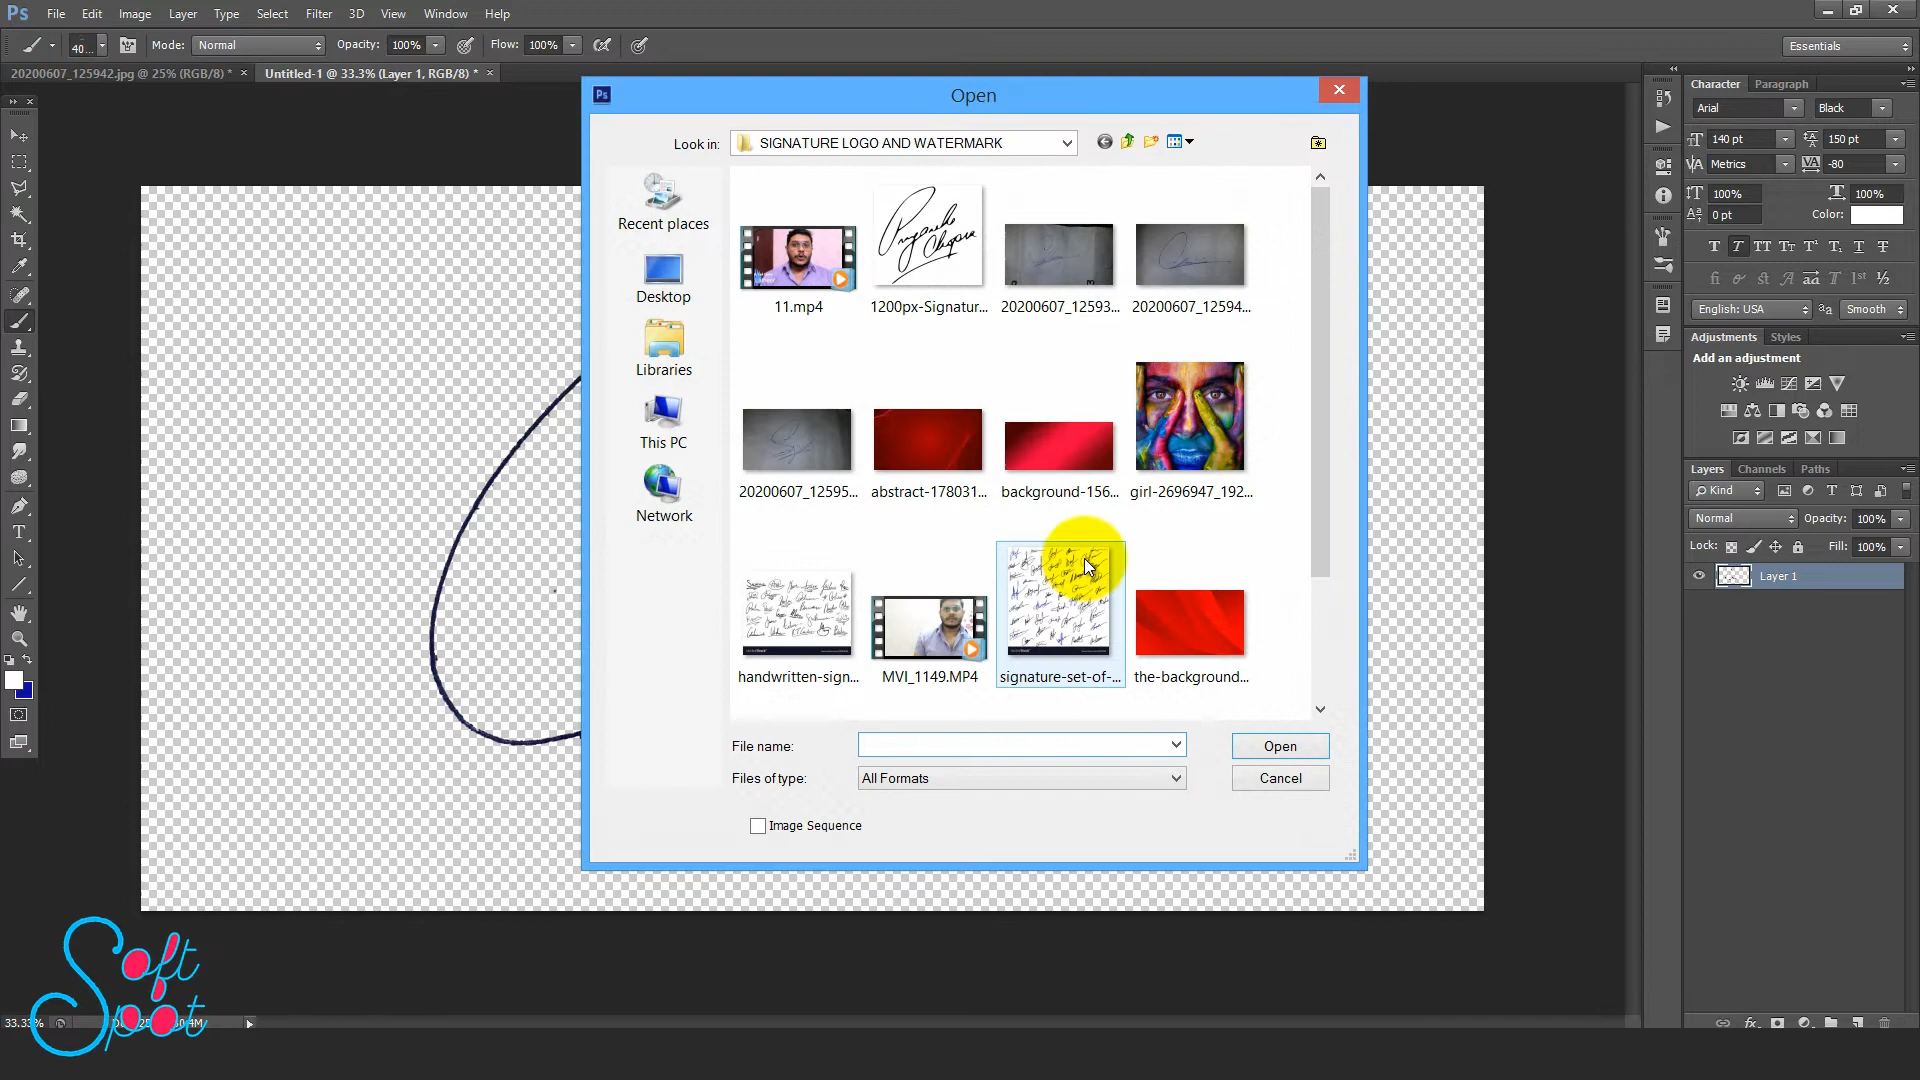 Ps File Edit Image Layer Type Select Filter 3D View Window Help
40... Mode: Normal Opacity: 100% Flow: 100% Essentials
20200607_125942.jpg @ 25% (RGB/8) * × Untitled-1 @ 33.3% (Layer 1, RGB/8) * ×
Ps Open
Look in: SIGNATURE LOGO AND WATERMARK
Recent places
Desktop
Libraries
This PC
Network
11.mp4 1200px-Signatur... 20200607_12593... 20200607_12594...
20200607_12595... abstract-178031... background-156... girl-2696947_192...
handwritten-sign... MVI_1149.MP4 signature-set-of-... the-background...
File name: Open
Files of type: All Formats Cancel
Image Sequence
Character Paragraph
Arial Black
140 pt 150 pt
Metrics -80
100% 100%
0 pt Color:
English: USA Smooth
Adjustments Styles
Add an adjustment
Layers Channels Paths
Kind
Normal Opacity: 100%
Lock: Fill: 100%
Layer 1
33.33%
Soft
Spot